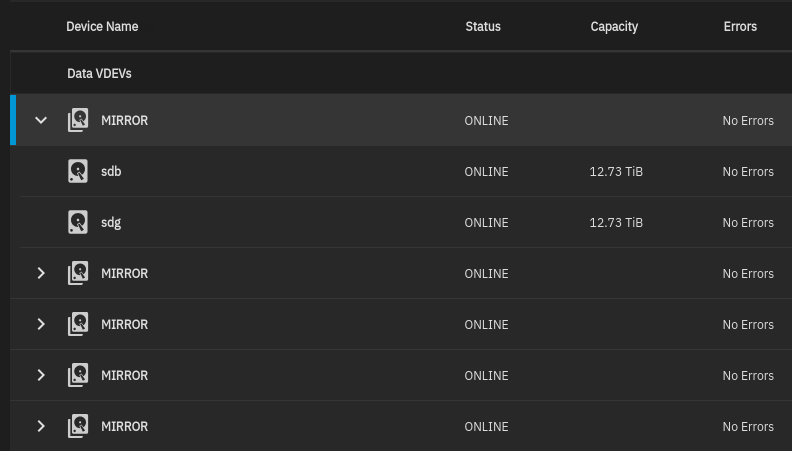 Device Name Status Capacity Errors
Data VDEVs
MIRROR ONLINE No Errors
sdb ONLINE 12.73 TiB No Errors
sdg ONLINE 12.73 TiB No Errors
MIRROR ONLINE No Errors
MIRROR ONLINE No Errors
MIRROR ONLINE No Errors
MIRROR ONLINE No Errors